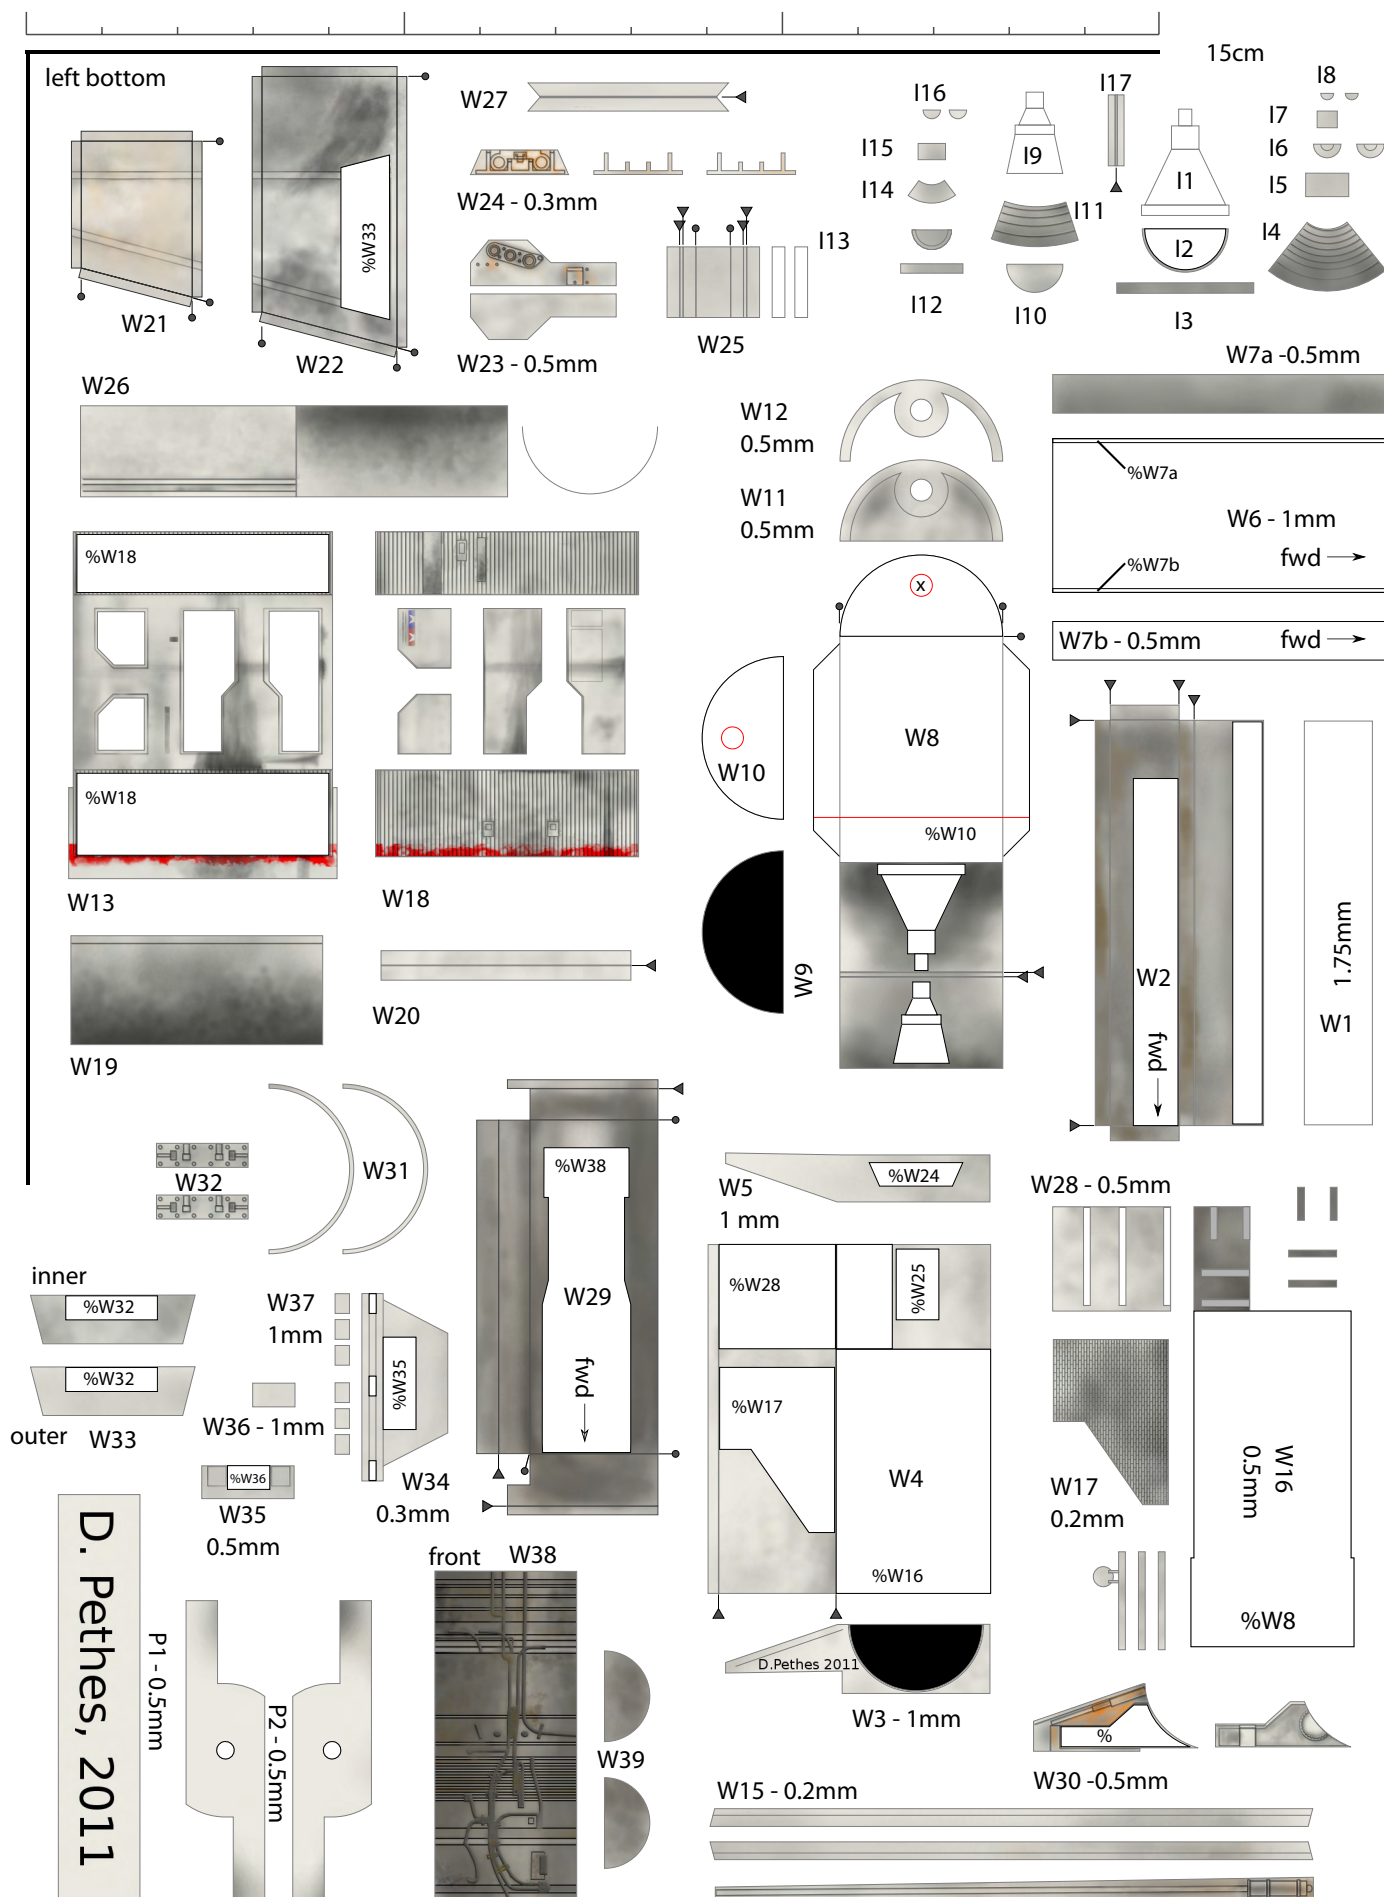 15cm
left bottom
W27
I16
I17
I8
I7
I15
I9
I6
I1
I5
W24 - 0.3mm
I14
I11
%W33
I13
I2
I4
W21
W22
W23 - 0.5mm
W25
I12
I10
I3
W7a -0.5mm
W26
W12
0.5mm
%W7a
W11
0.5mm
W6 - 1mm
fwd
%W7b
%W18
x
W7b - 0.5mm
fwd
W8
W10
%W18
%W10
W13
W18
W9
W2
fwd
1.75mm
W1
W20
W19
W31
W32
%W38
W5
1 mm
%W24
W28 - 0.5mm
inner
%W32
W37
1mm
W29
fwd
%W28
%W25
%W35
%W32
outer
W33
W36 - 1mm
%W17
W4
W16
0.5mm
%W36
W35
0.5mm
W34
0.3mm
W17
0.2mm
front
W38
%W16
%W8
D. Pethes, 2011
P1 - 0.5mm
P2 - 0.5mm
D.Pethes 2011
W3 - 1mm
W39
%
W30 -0.5mm
W15 - 0.2mm